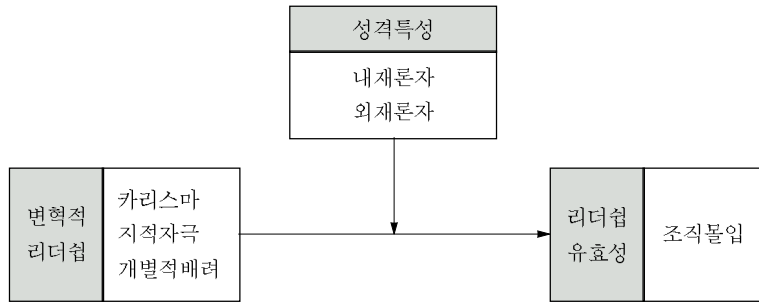 성격특성
내재론자
외재론자
변혁적
리더쉽
카리스마
지적자극
개별적배려
리더쉽
유효성
조직몰입